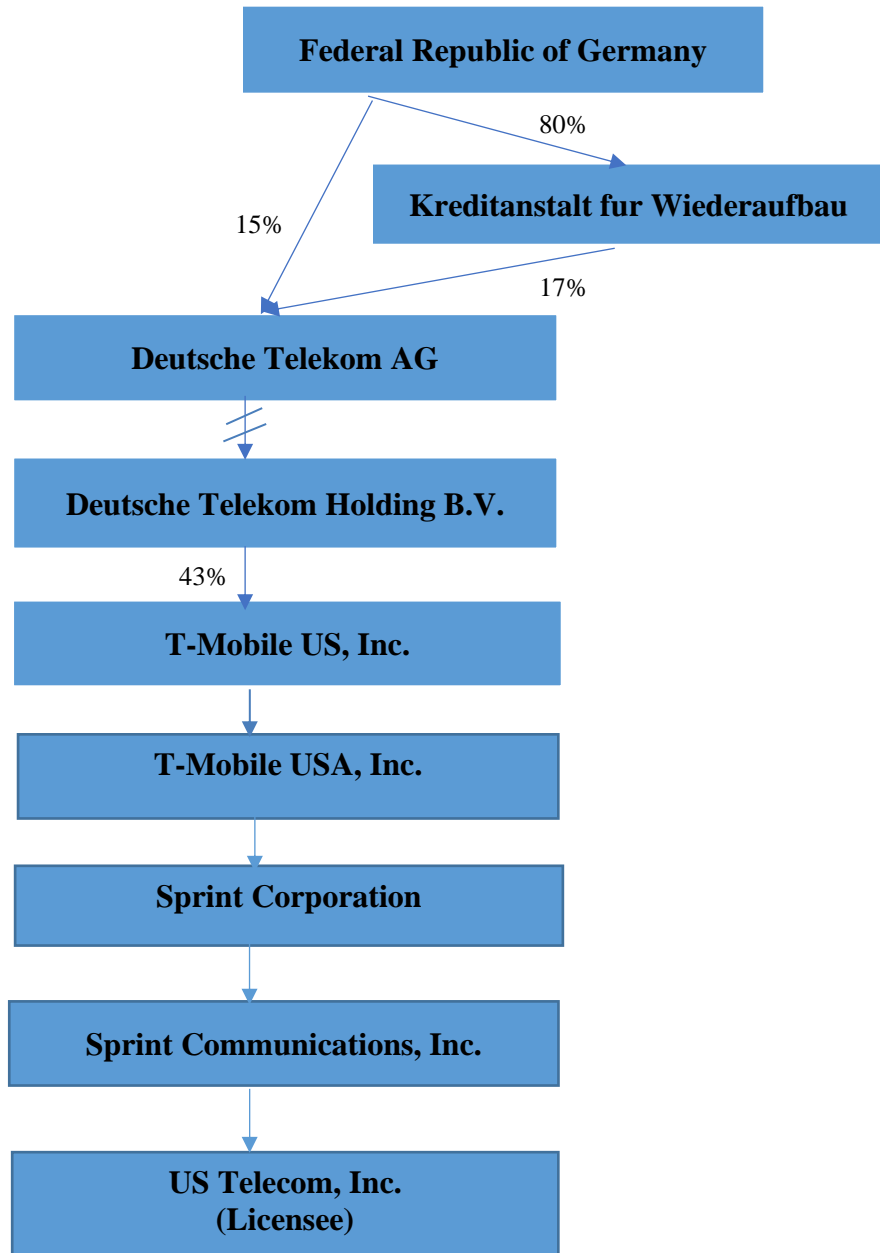 Federal Republic of Germany
80%
Kreditanstalt fur Wiederaufbau
15%
17%
Deutsche Telekom AG
Deutsche Telekom Holding B.V.
43%
T-Mobile US, Inc.
T-Mobile USA, Inc.
Sprint Corporation
Sprint Communications, Inc.
US Telecom, Inc.
(Licensee)